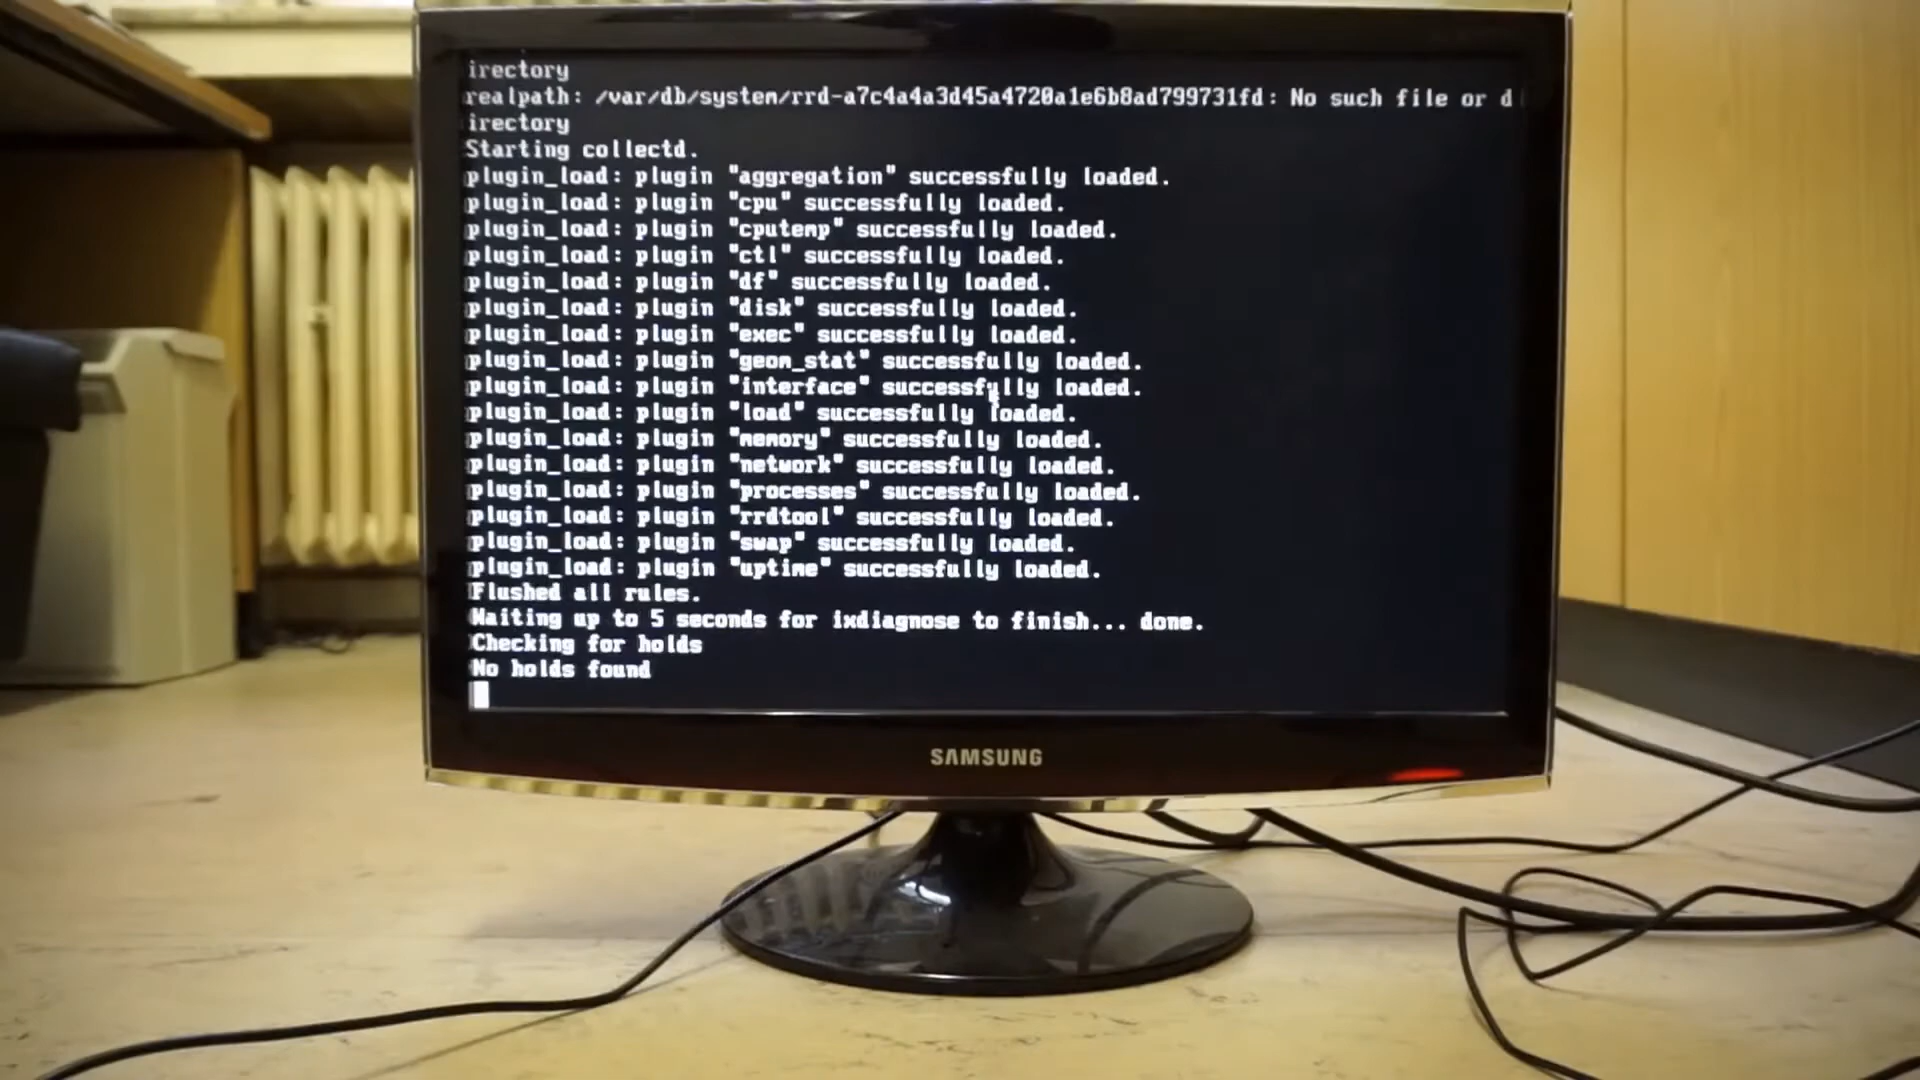 irectory
realpath: /var/db/system/rrd-a7c4a4a3d45a4720a1e6b8ad799731fd: No such file or d
irectory
Starting collectd.
plugin_load: plugin "aggregation" successfully loaded.
plugin_load: plugin "cpu" successfully loaded.
plugin_load: plugin "cputemp" successfully loaded.
plugin_load: plugin "ctl" successfully loaded.
plugin_load: plugin "df" successfully loaded.
plugin_load: plugin "disk" successfully loaded.
plugin_load: plugin "exec" successfully loaded.
plugin_load: plugin "geom_stat" successfully loaded.
plugin_load: plugin "interface" successfully loaded.
plugin_load: plugin "load" successfully loaded.
plugin_load: plugin "memory" successfully loaded.
plugin_load: plugin "network" successfully loaded.
plugin_load: plugin "processes" successfully loaded.
plugin_load: plugin "rrdtool" successfully loaded.
plugin_load: plugin "swap" successfully loaded.
plugin_load: plugin "uptime" successfully loaded.
Flushed all rules.
Waiting up to 5 seconds for ixdiagnose to finish... done.
Checking for holds
No holds found
SAMSUNG